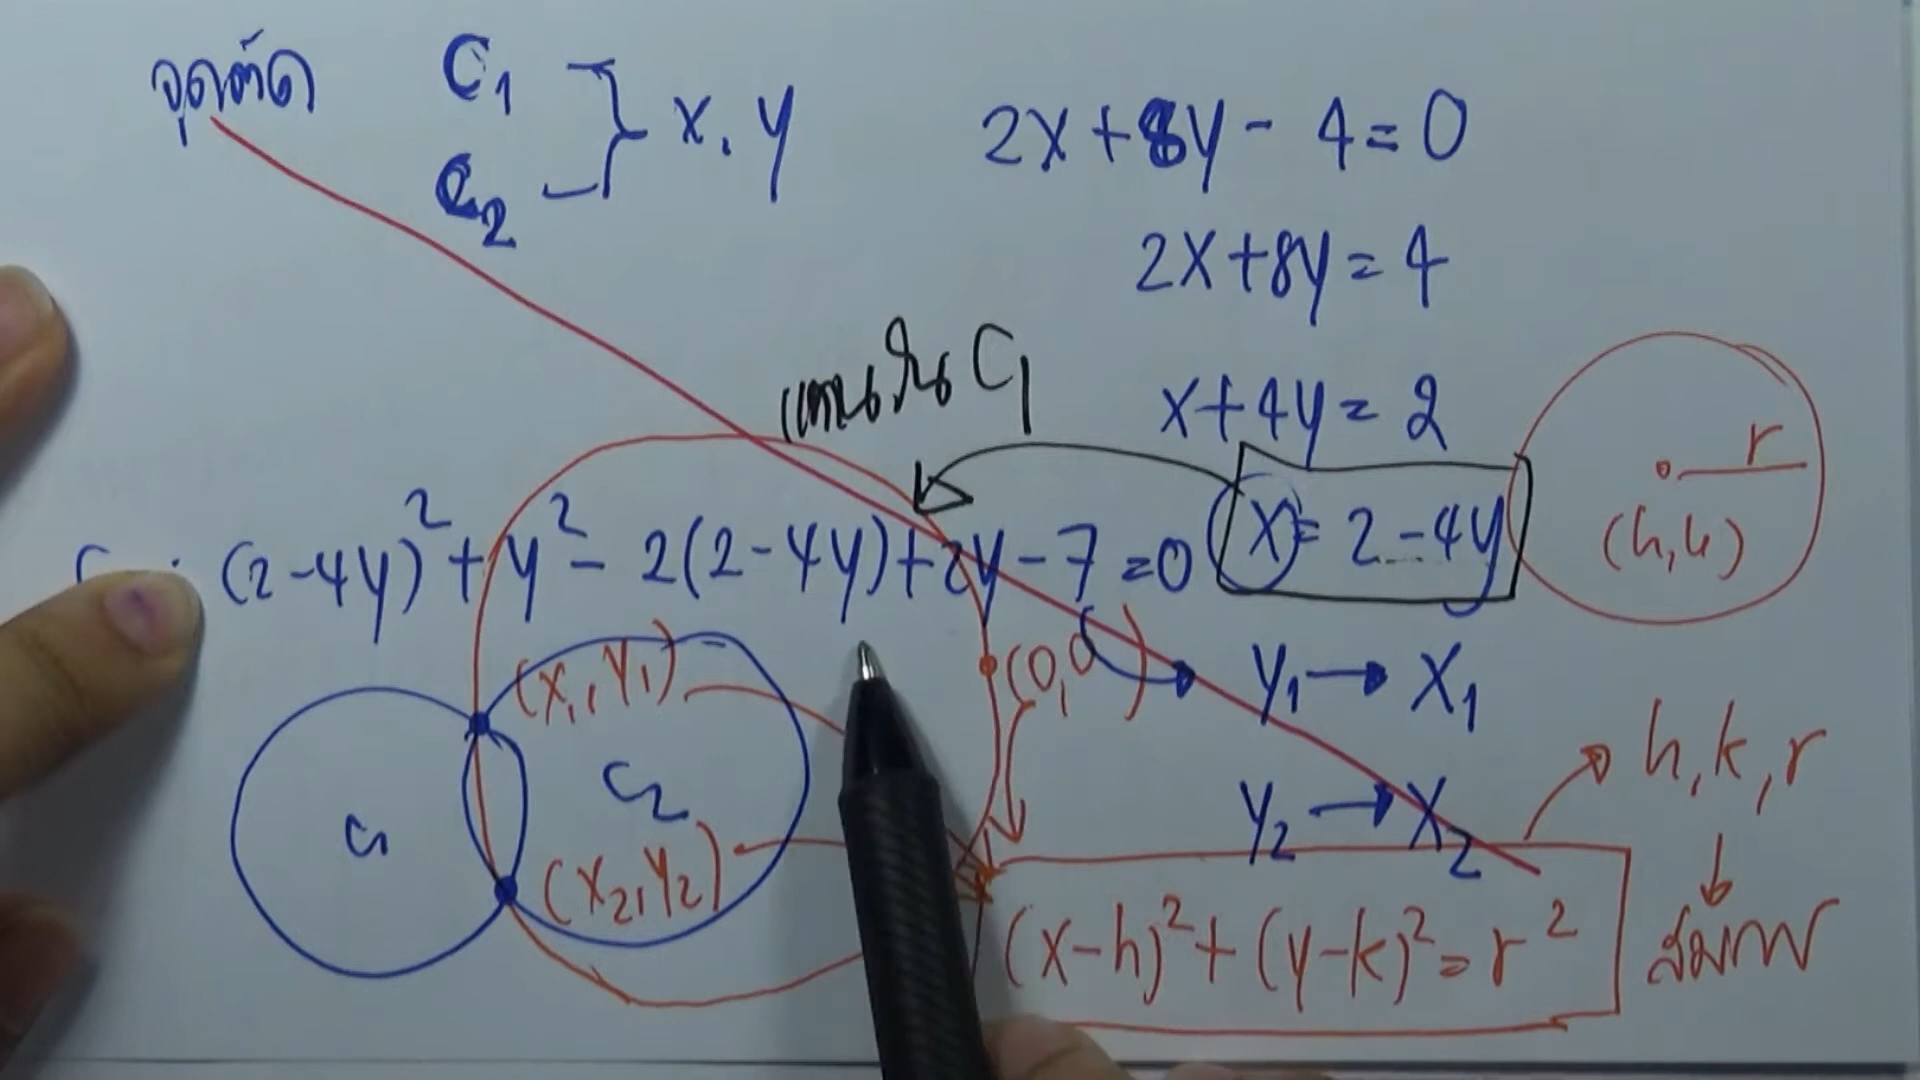 จุดตัด C₁ C₂ } x, y
2x + 8y - 4 = 0
2x + 8y = 4
x + 4y = 2
แทนใน C₁
x = 2 - 4y
(2-4y)² + y² - 2(2-4y) + 2y - 7 = 0
r
(h,k)
(x₁, y₁)
(0,0)
y₁ → x₁
C₁
C₂
y₂ → x₂
h, k, r
(x₂, y₂)
(x-h)² + (y-k)² = r²
สมการ